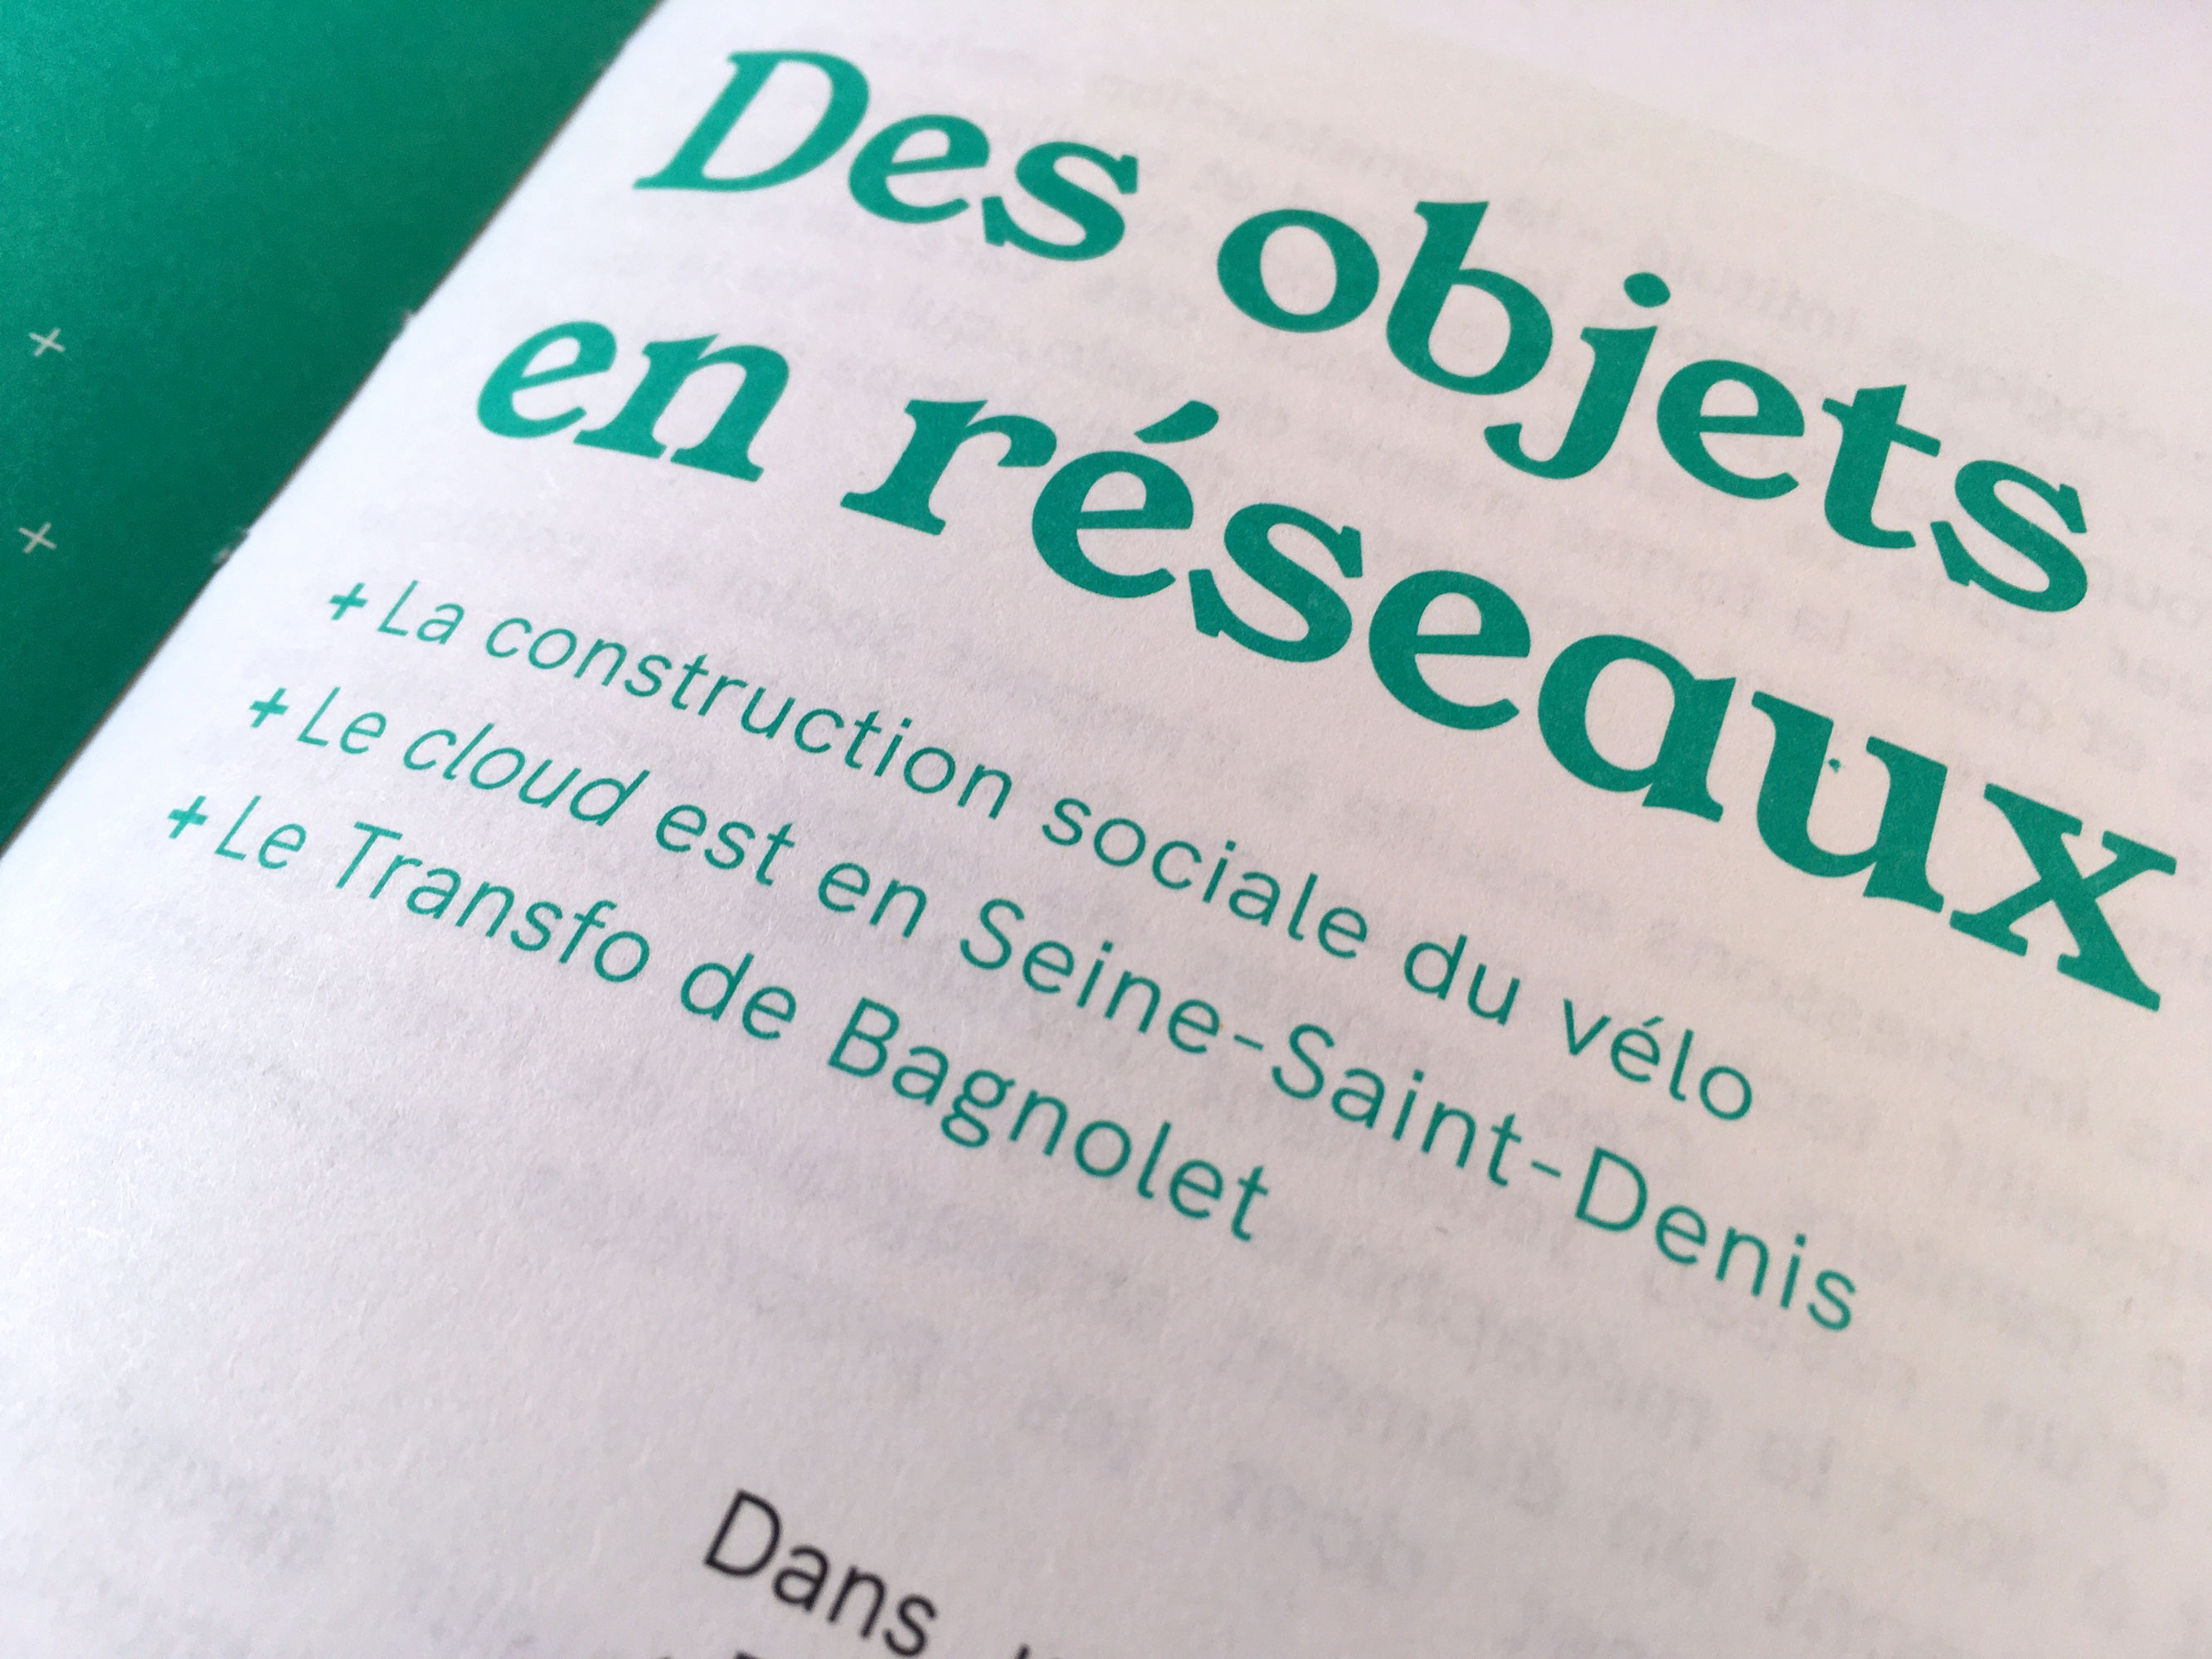 Des objets
en réseaux
+ La construction sociale du vélo
+ Le cloud est en Seine-Saint-Denis
+ Le Transfo de Bagnolet
Dans